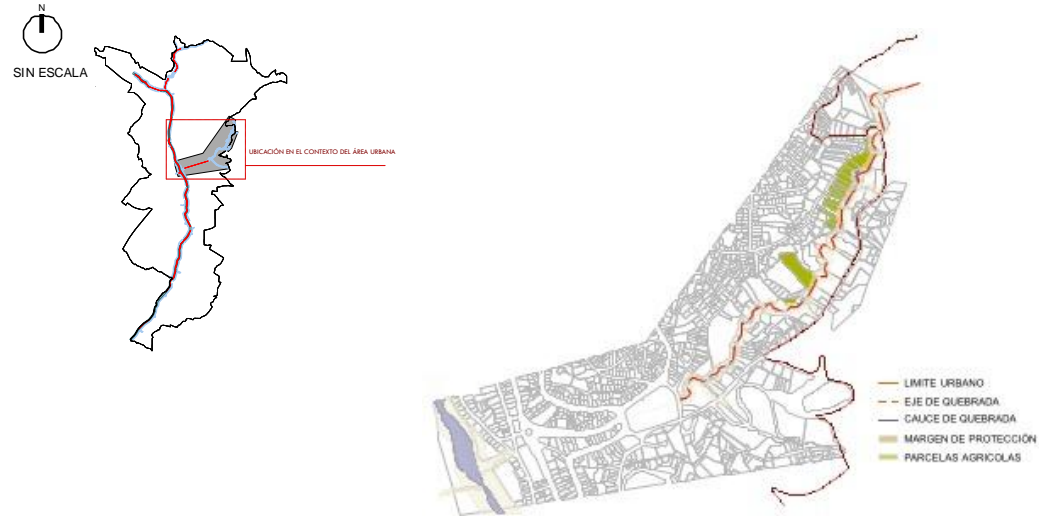 N
SIN ESCALA
UBICACIÓN EN EL CONTEXTO DEL ÁREA URBANA
LIMITE URBANO
EJE DE QUEBRADA
CAUCE DE QUEBRADA
MARGEN DE PROTECCIÓN
PARCELAS AGRICOLAS